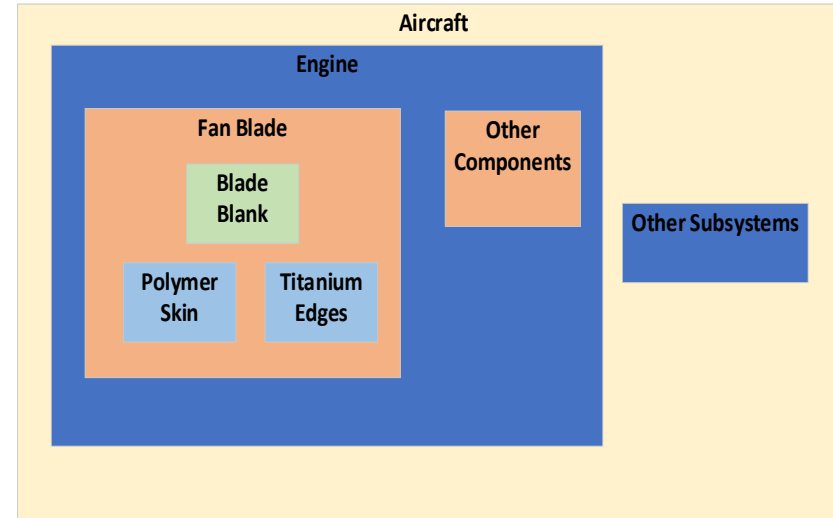 Aircraft
Engine
Fan Blade
Other
Components
Blade
Blank
Other Subsystems
Polymer
Skin
Titanium
Edges